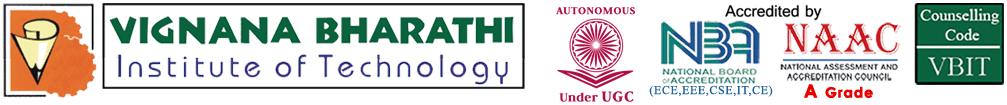 VIGNANA BHARATHI
Institute of Technology
AUTONOMOUS
Under UGC
Accredited by
NBA
NATIONAL BOARD
of ACCREDITATION
(ECE,EEE,CSE,IT,CE)
NAAC
NATIONAL ASSESSMENT AND
ACCREDITATION COUNCIL
A Grade
Counselling
Code
VBIT